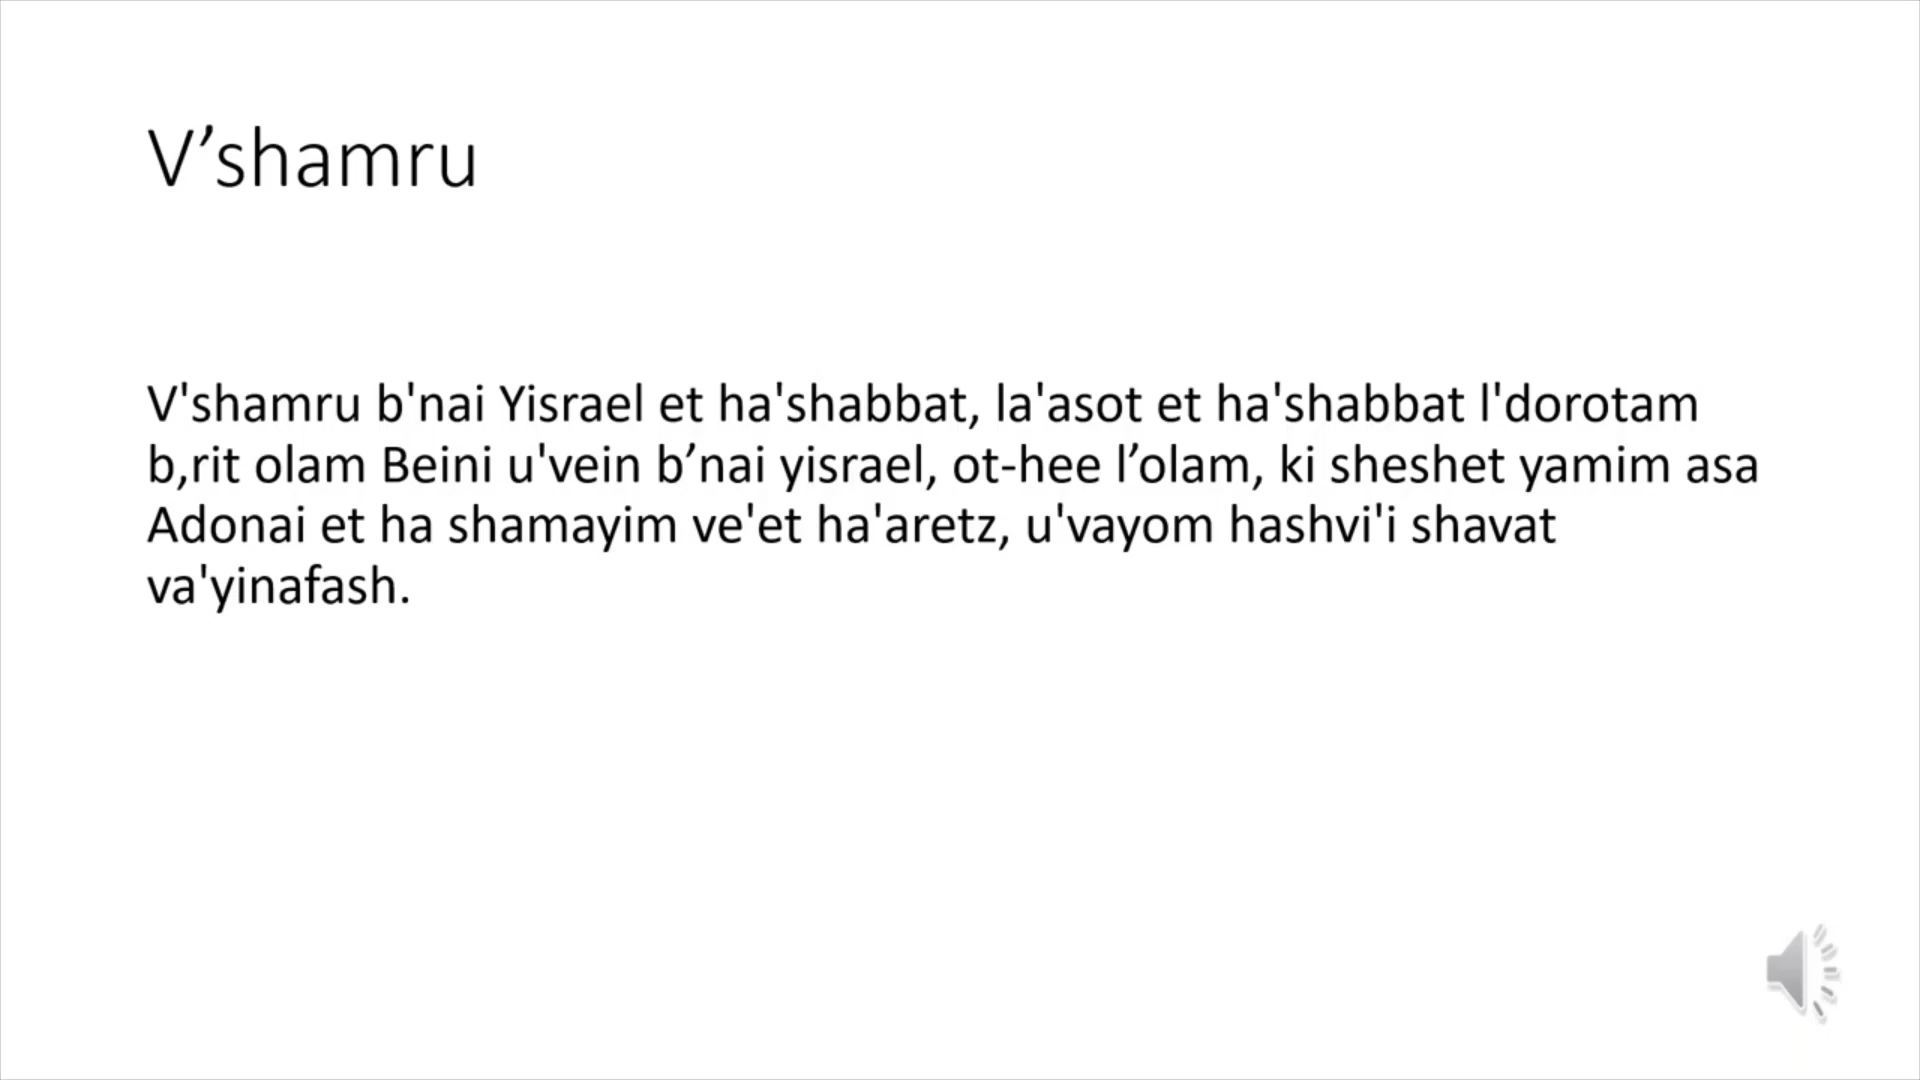 V’shamru
V'shamru b'nai Yisrael et ha'shabbat, la'asot et ha'shabbat l'dorotam
b,rit olam Beini u'vein b’nai yisrael, ot-hee l’olam, ki sheshet yamim asa
Adonai et ha shamayim ve'et ha'aretz, u'vayom hashvi'i shavat
va'yinafash.